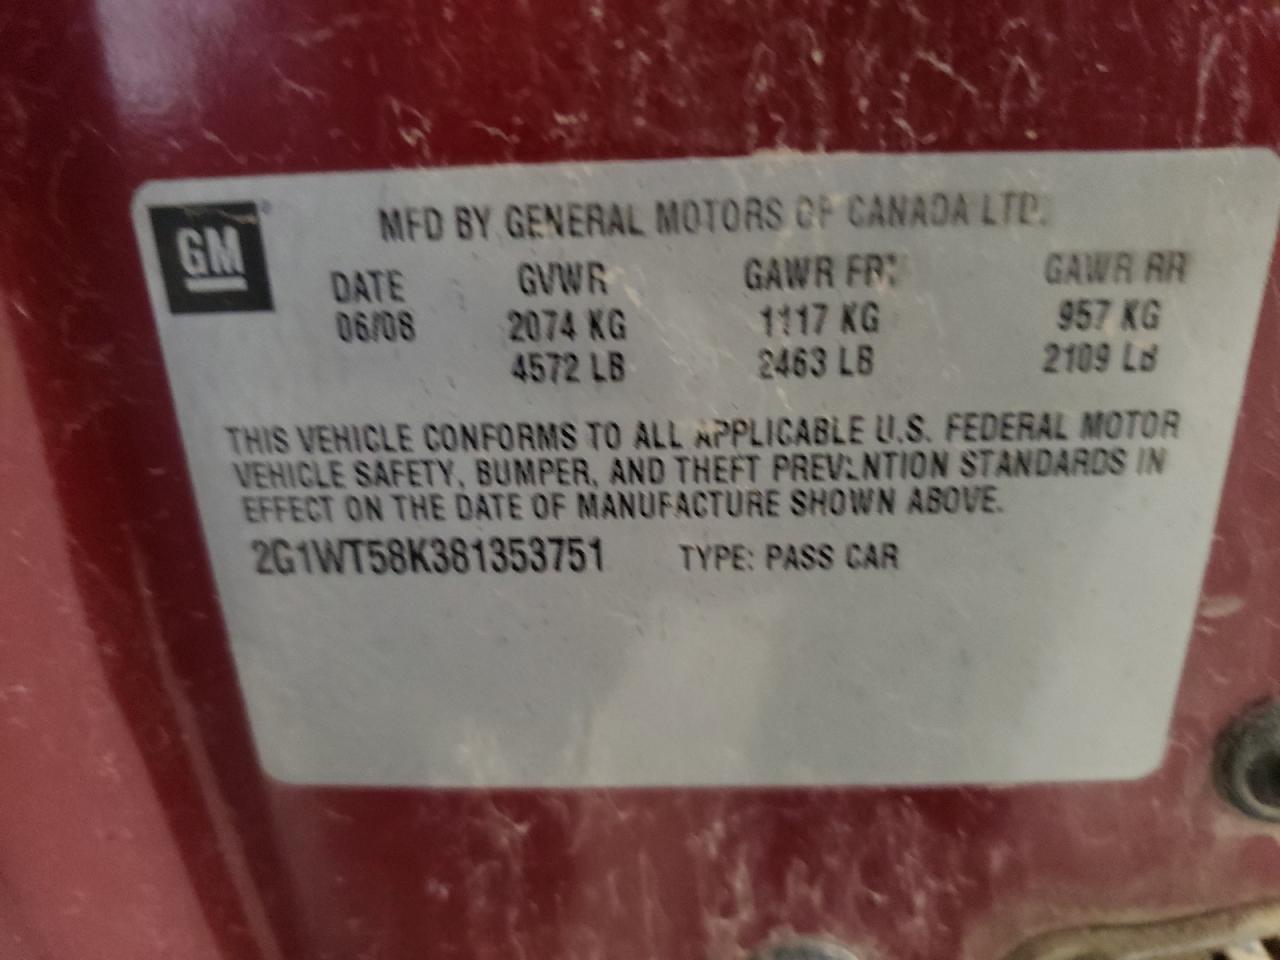 GM
MFD BY GENERAL MOTORS OF CANADA LTD.
DATE GVWR GAWR FRT GAWR RR
06/08 2074 KG 1117 KG 957 KG
4572 LB 2463 LB 2109 LB
THIS VEHICLE CONFORMS TO ALL APPLICABLE U.S. FEDERAL MOTOR
VEHICLE SAFETY, BUMPER, AND THEFT PREVENTION STANDARDS IN
EFFECT ON THE DATE OF MANUFACTURE SHOWN ABOVE.
2G1WT58K381353751 TYPE: PASS CAR